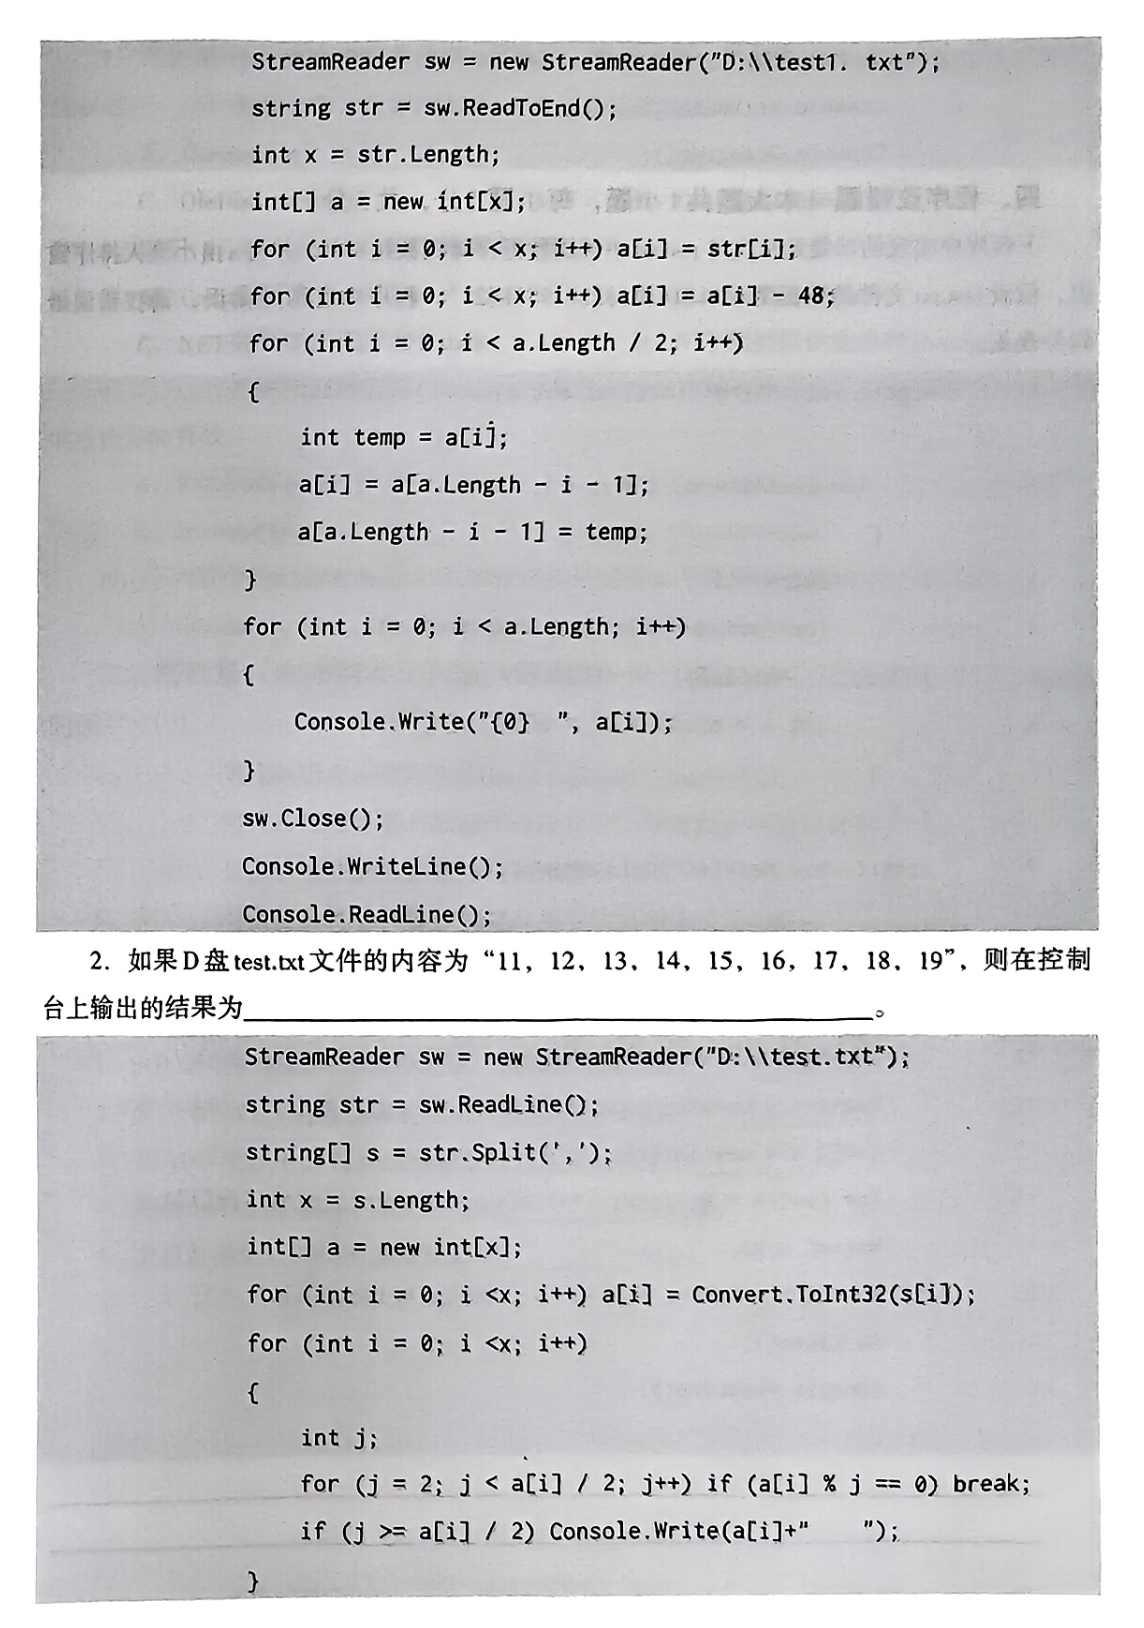 StreamReader sw = new StreamReader("D:\\test1. txt");
string str = sw.ReadToEnd();
int x = str.Length;
int[] a = new int[x];
for (int i = 0; i < x; i++) a[i] = str[i];
for (int i = 0; i < x; i++) a[i] = a[i] - 48;
for (int i = 0; i < a.Length / 2; i++)
{
int temp = a[i];
a[i] = a[a.Length - i - 1];
a[a.Length - i - 1] = temp;
}
for (int i = 0; i < a.Length; i++)
{
Console.Write("{0}  ", a[i]);
}
sw.Close();
Console.WriteLine();
Console.ReadLine();
2. 如果D盘test.txt文件的内容为“11，12，13，14，15，16，17，18，19”，则在控制
台上输出的结果为____________________。
StreamReader sw = new StreamReader("D:\\test.txt");
string str = sw.ReadLine();
string[] s = str.Split(',');
int x = s.Length;
int[] a = new int[x];
for (int i = 0; i <x; i++) a[i] = Convert.ToInt32(s[i]);
for (int i = 0; i <x; i++)
{
int j;
for (j = 2; j < a[i] / 2; j++) if (a[i] % j == 0) break;
if (j >= a[i] / 2) Console.Write(a[i]+"    ");
}